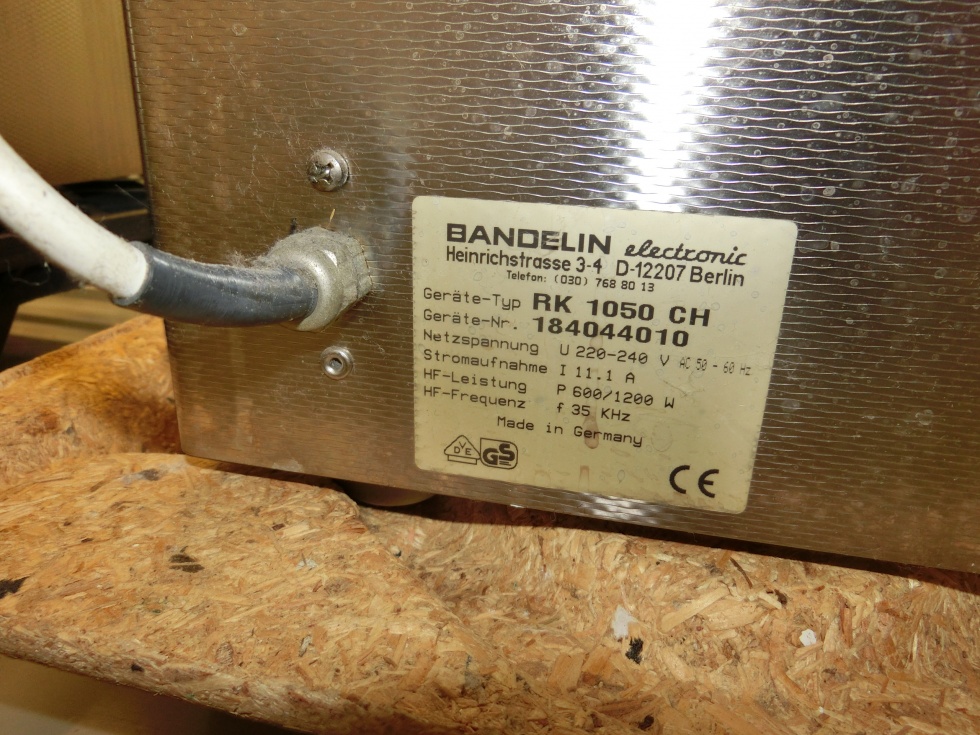 BANDELIN electronic
Heinrichstrasse 3-4 D-12207 Berlin
Telefon: (030) 768 80 13
Geräte-Typ RK 1050 CH
Geräte-Nr. 184044010
Netzspannung U 220-240 V AC 50 - 60 Hz
Stromaufnahme I 11.1 A
HF-Leistung P 600/1200 W
HF-Frequenz f 35 KHz
Made in Germany
DVE GS CE